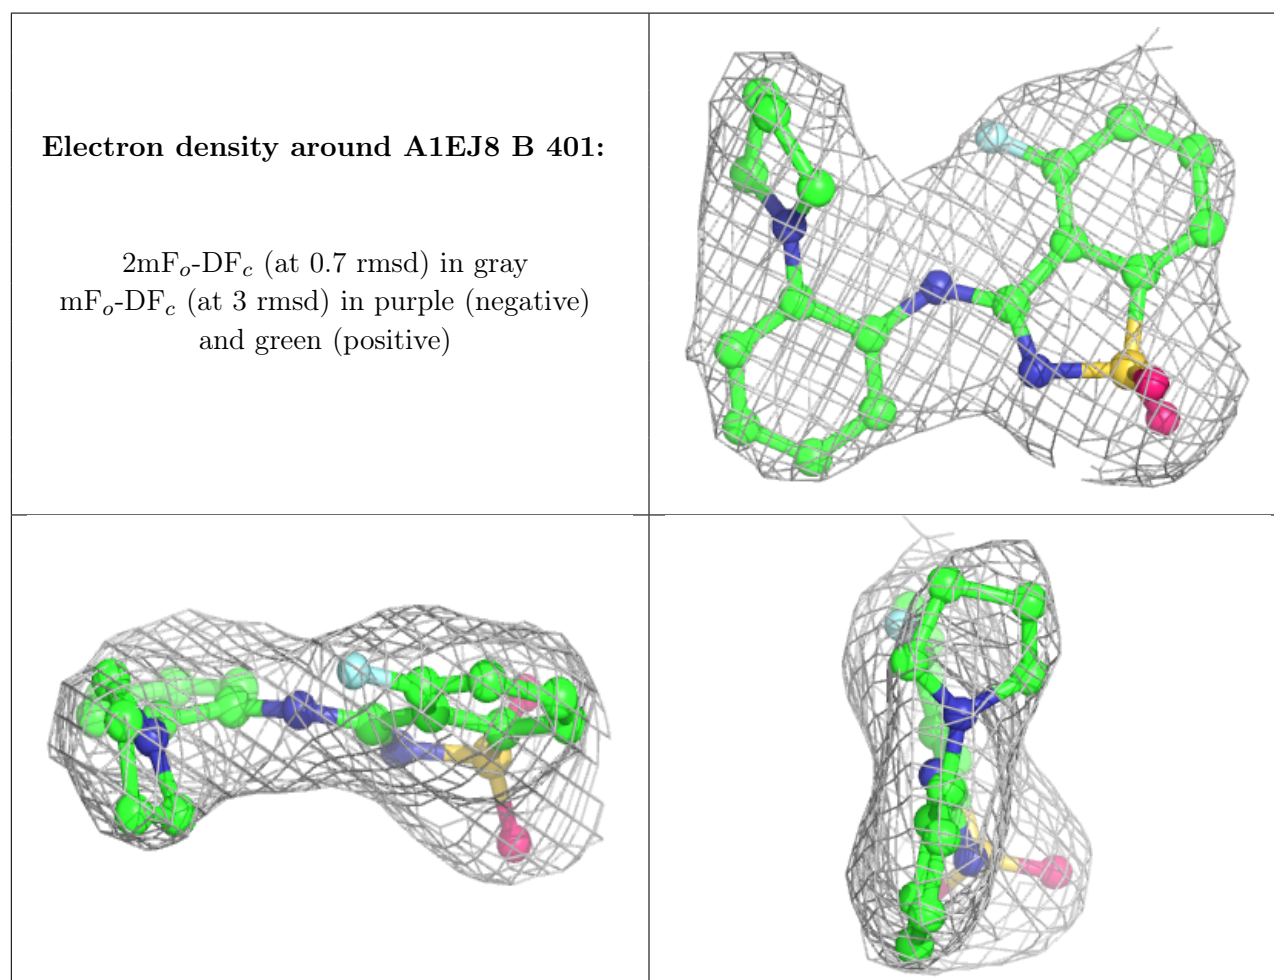 Electron density around A1EJ8 B 401:
2mFo-DFc (at 0.7 rmsd) in gray
mFo-DFc (at 3 rmsd) in purple (negative)
and green (positive)